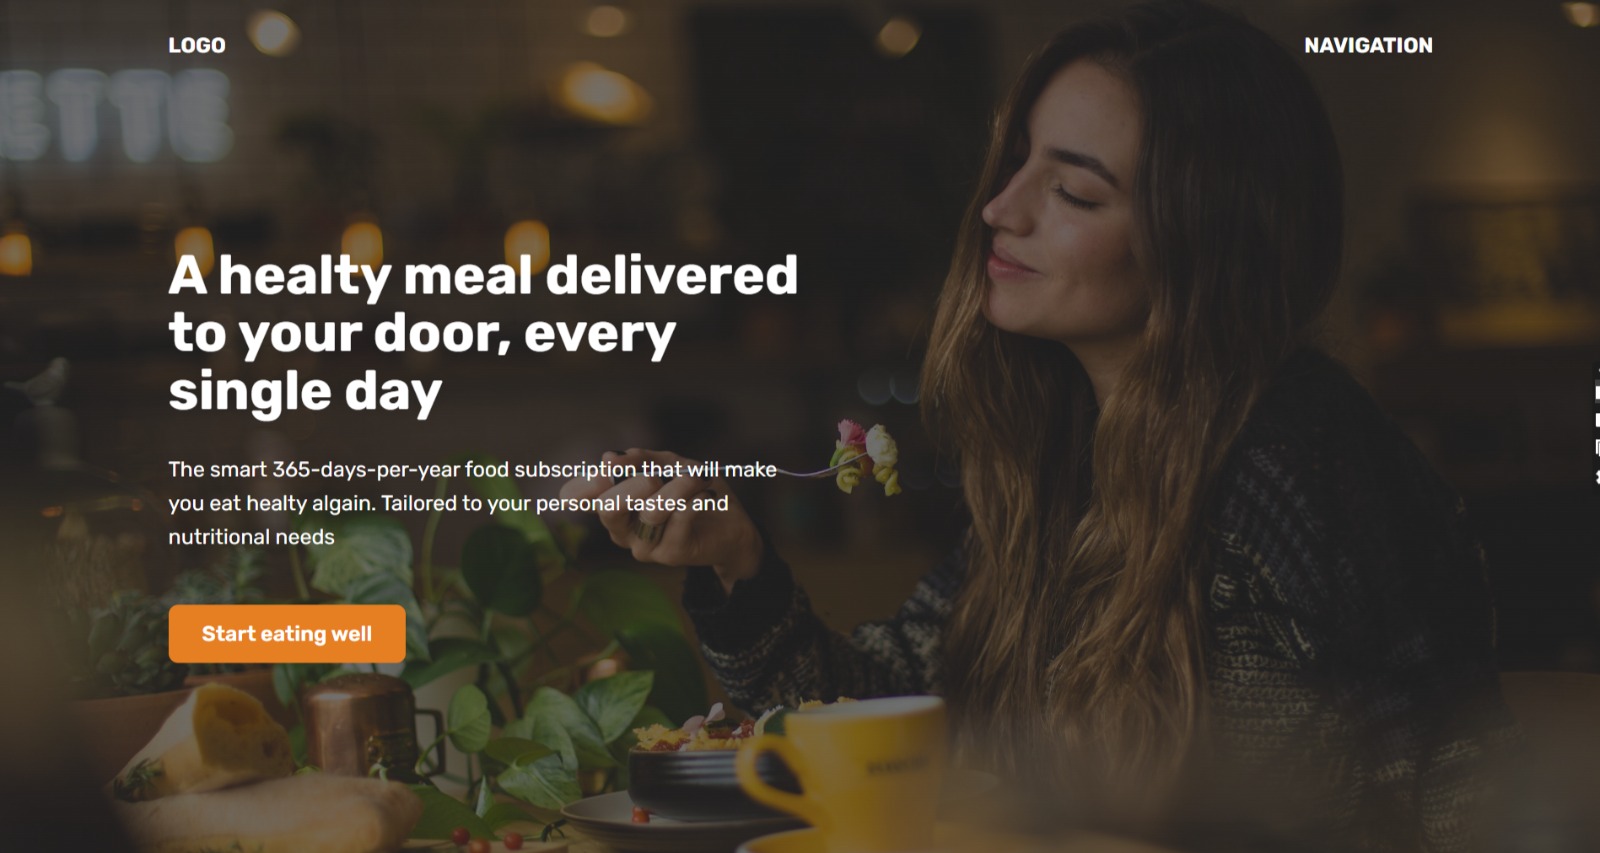 LOGO
NAVIGATION
ETTE
A healty meal delivered
to your door, every
single day
The smart 365-days-per-year food subscription that will make
you eat healty algain. Tailored to your personal tastes and
nutritional needs
Start eating well